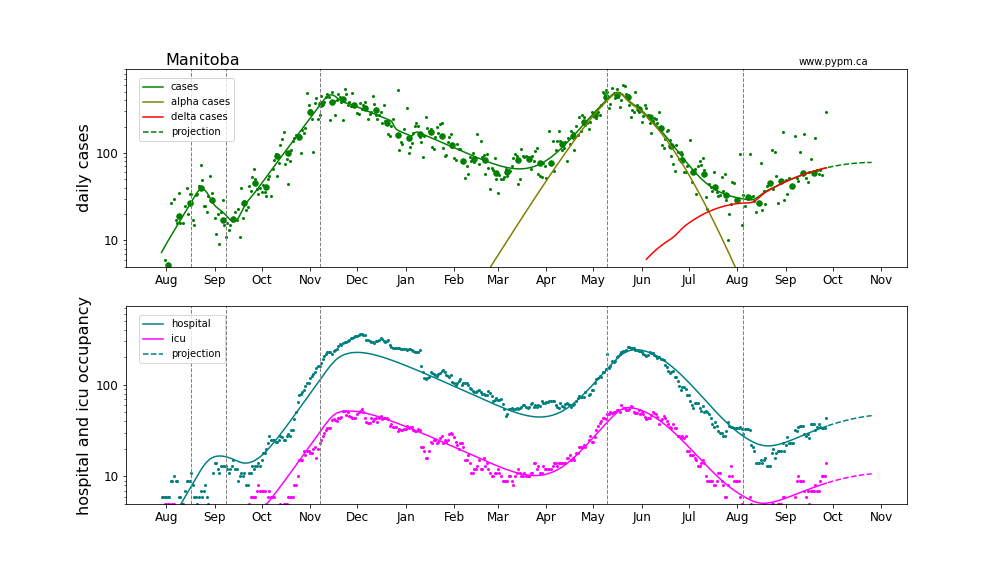 Manitoba
www.pypm.ca
daily cases
cases
alpha cases
delta cases
projection
100
10
Aug Sep Oct Nov Dec Jan Feb Mar Apr May Jun Jul Aug Sep Oct Nov
hospital and icu occupancy
hospital
icu
projection
100
10
Aug Sep Oct Nov Dec Jan Feb Mar Apr May Jun Jul Aug Sep Oct Nov